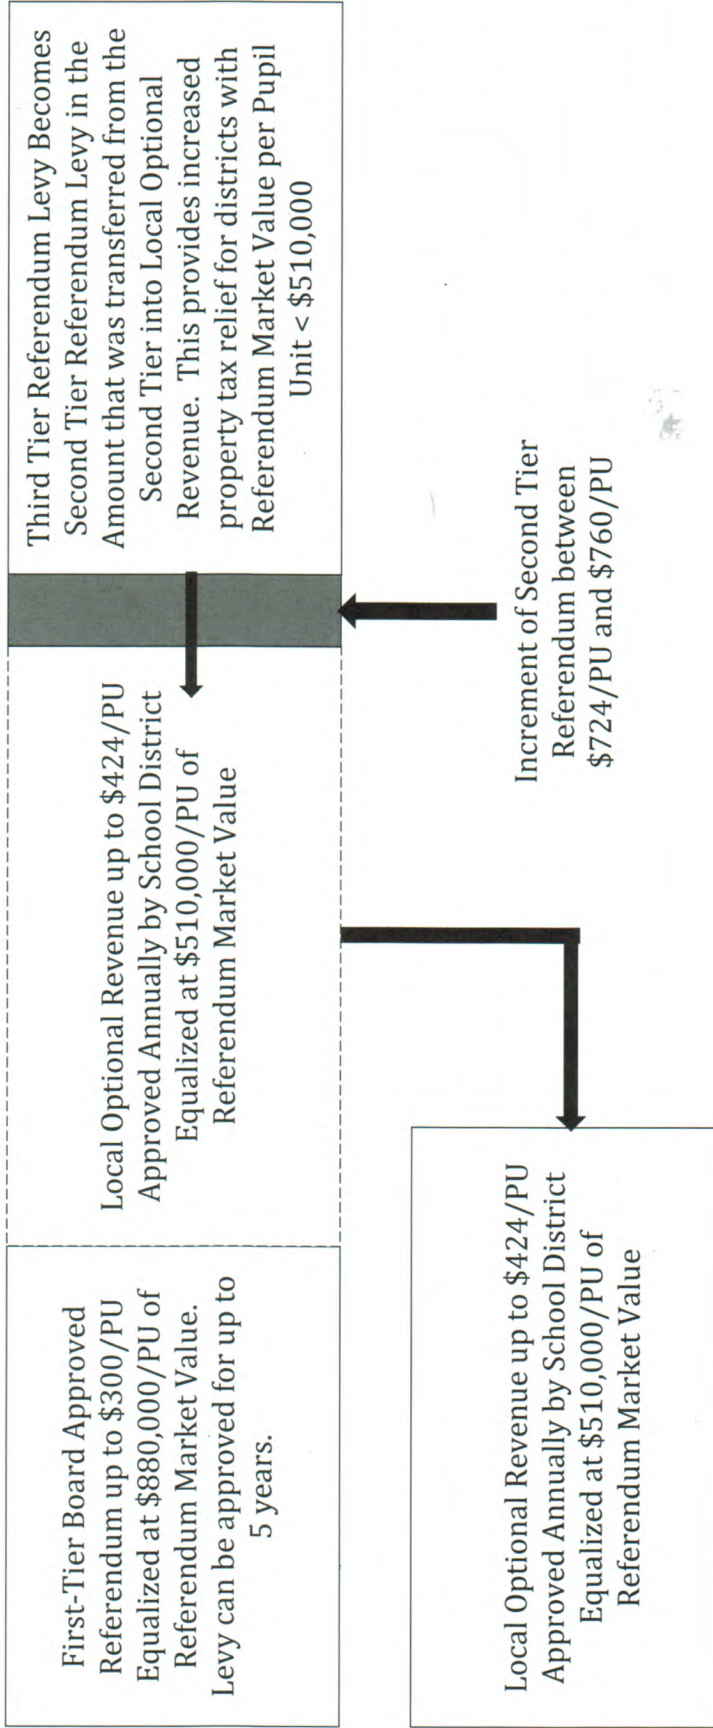 First-Tier Board Approved
Referendum up to $300/PU
Equalized at $880,000/PU of
Referendum Market Value.
Levy can be approved for up to
5 years.
Local Optional Revenue up to $424/PU
Approved Annually by School District
Equalized at $510,000/PU of
Referendum Market Value
Third Tier Referendum Levy Becomes
Second Tier Referendum Levy in the
Amount that was transferred from the
Second Tier into Local Optional
Revenue. This provides increased
property tax relief for districts with
Referendum Market Value per Pupil
Unit < $510,000
Local Optional Revenue up to $424/PU
Approved Annually by School District
Equalized at $510,000/PU of
Referendum Market Value
Increment of Second Tier
Referendum between
$724/PU and $760/PU